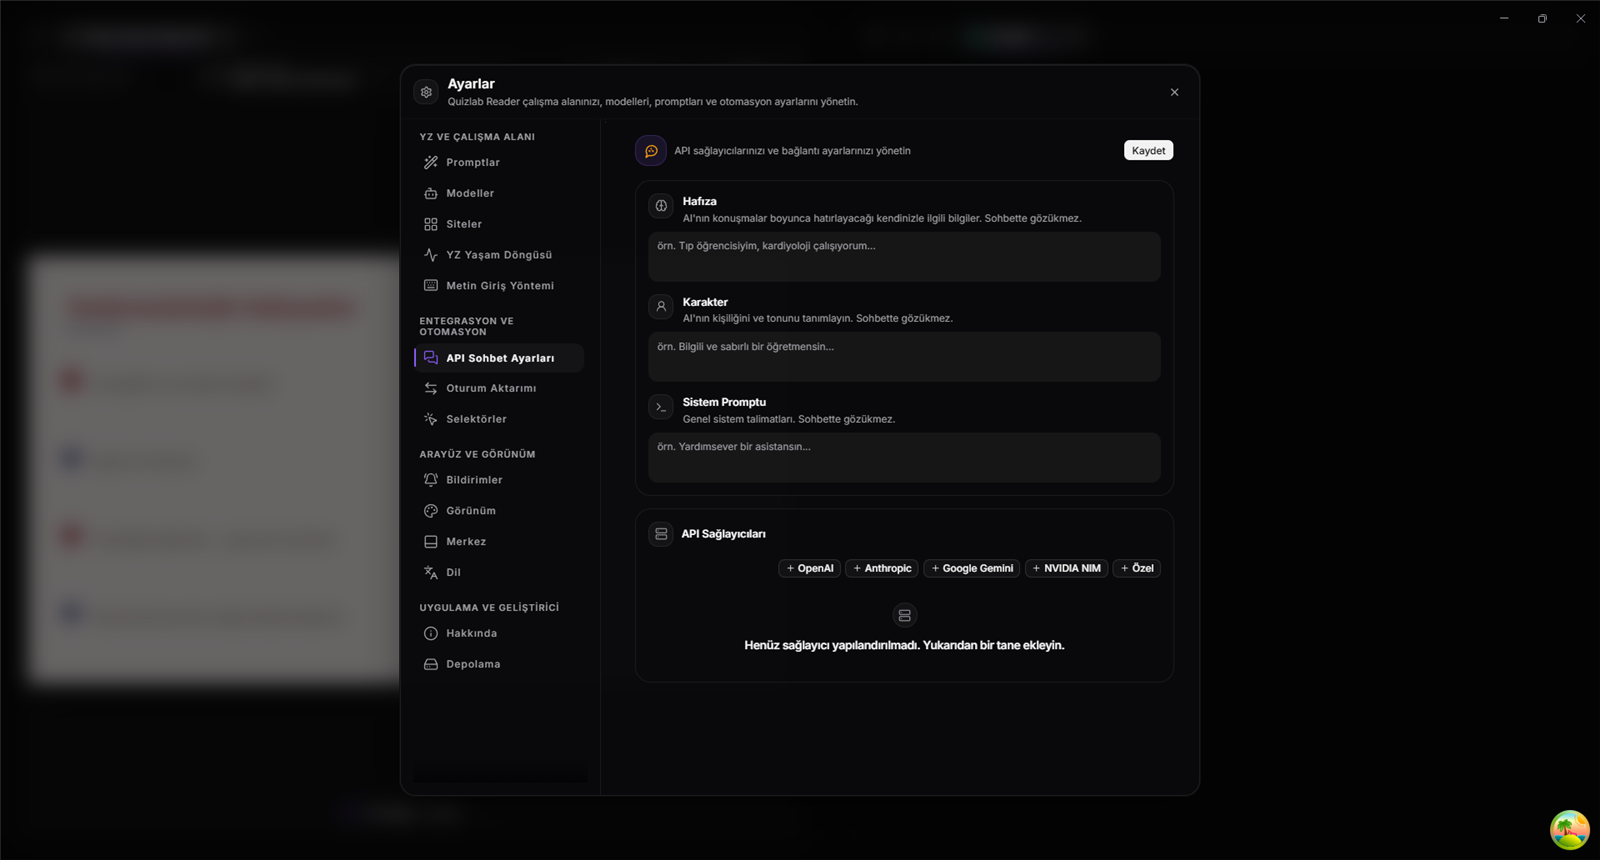 Ayarlar
Quizlab Reader çalışma alanınızı, modelleri, promptları ve otomasyon ayarlarını yönetin.
YZ VE ÇALIŞMA ALANI
Promptlar
Modeller
Siteler
YZ Yaşam Döngüsü
Metin Giriş Yöntemi
ENTEGRASYON VE
OTOMASYON
API Sohbet Ayarları
Oturum Aktarımı
Selektörler
ARAYÜZ VE GÖRÜNÜM
Bildirimler
Görünüm
Merkez
Dil
UYGULAMA VE GELİŞTİRİCİ
Hakkında
Depolama
API sağlayıcılarınızı ve bağlantı ayarlarınızı yönetin
Kaydet
Hafıza
AI'nın konuşmalar boyunca hatırlayacağı kendinizle ilgili bilgiler. Sohbette gözükmez.
örn. Tıp öğrencisiyim, kardiyoloji çalışıyorum...
Karakter
AI'nın kişiliğini ve tonunu tanımlayın. Sohbette gözükmez.
örn. Bilgili ve sabırlı bir öğretmensin...
Sistem Promptu
Genel sistem talimatları. Sohbette gözükmez.
örn. Yardımsever bir asistansın...
API Sağlayıcıları
+ OpenAI
+ Anthropic
+ Google Gemini
+ NVIDIA NIM
+ Özel
Henüz sağlayıcı yapılandırılmadı. Yukarıdan bir tane ekleyin.